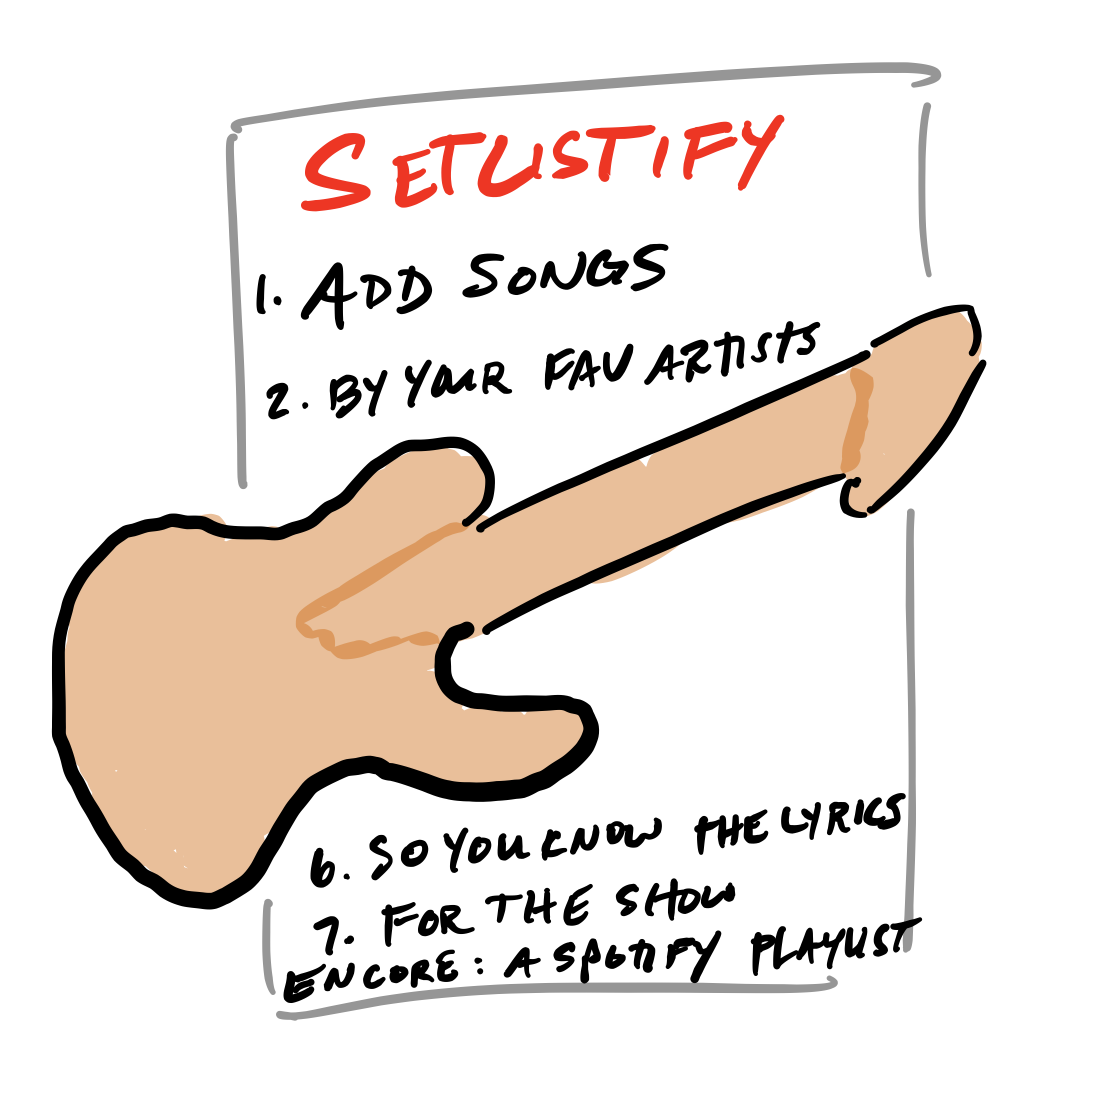 SETLISTIFY
1. ADD SONGS
2. BY YOUR FAV ARTISTS
6. SO YOU KNOW THE LYRICS
7. FOR THE SHOW
ENCORE: A SPOTIFY PLAYLIST